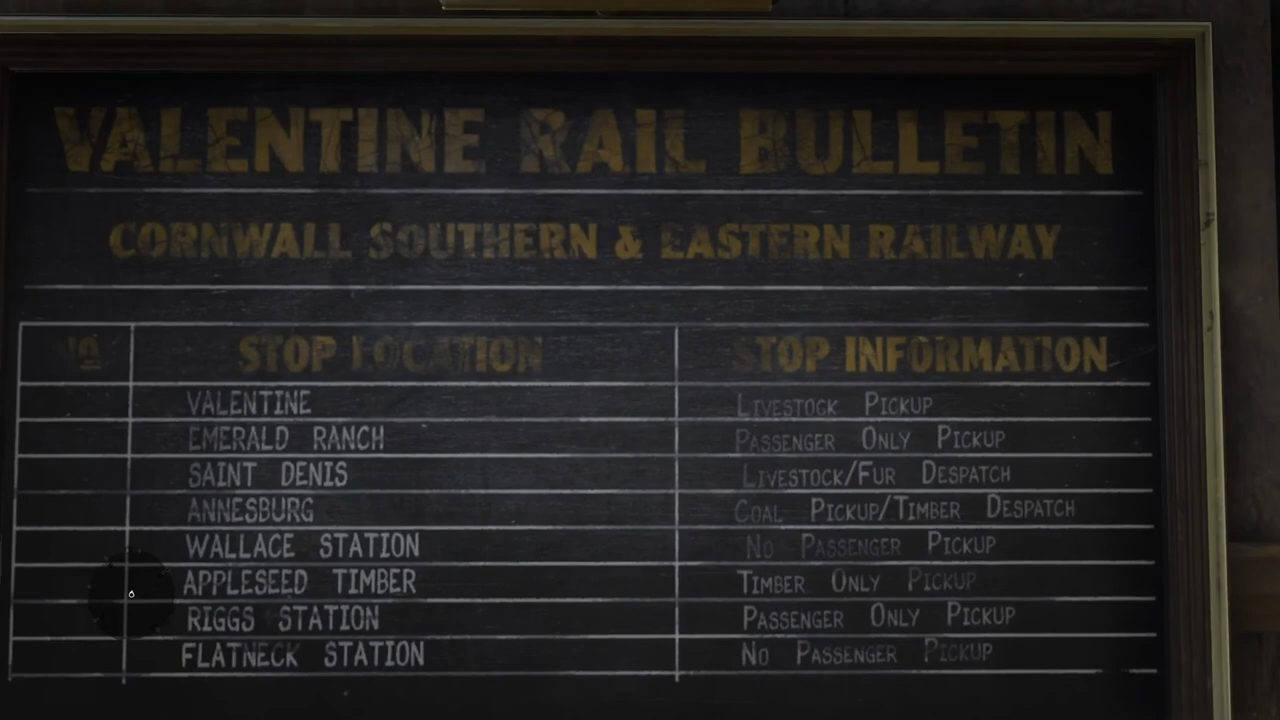 VALENTINE RAIL BULLETIN
CORNWALL SOUTHERN & EASTERN RAILWAY
Nº STOP LOCATION STOP INFORMATION
VALENTINE LIVESTOCK PICKUP
EMERALD RANCH PASSENGER ONLY PICKUP
SAINT DENIS LIVESTOCK/FUR DESPATCH
ANNESBURG COAL PICKUP/TIMBER DESPATCH
WALLACE STATION NO PASSENGER PICKUP
APPLESEED TIMBER TIMBER ONLY PICKUP
RIGGS STATION PASSENGER ONLY PICKUP
FLATNECK STATION NO PASSENGER PICKUP